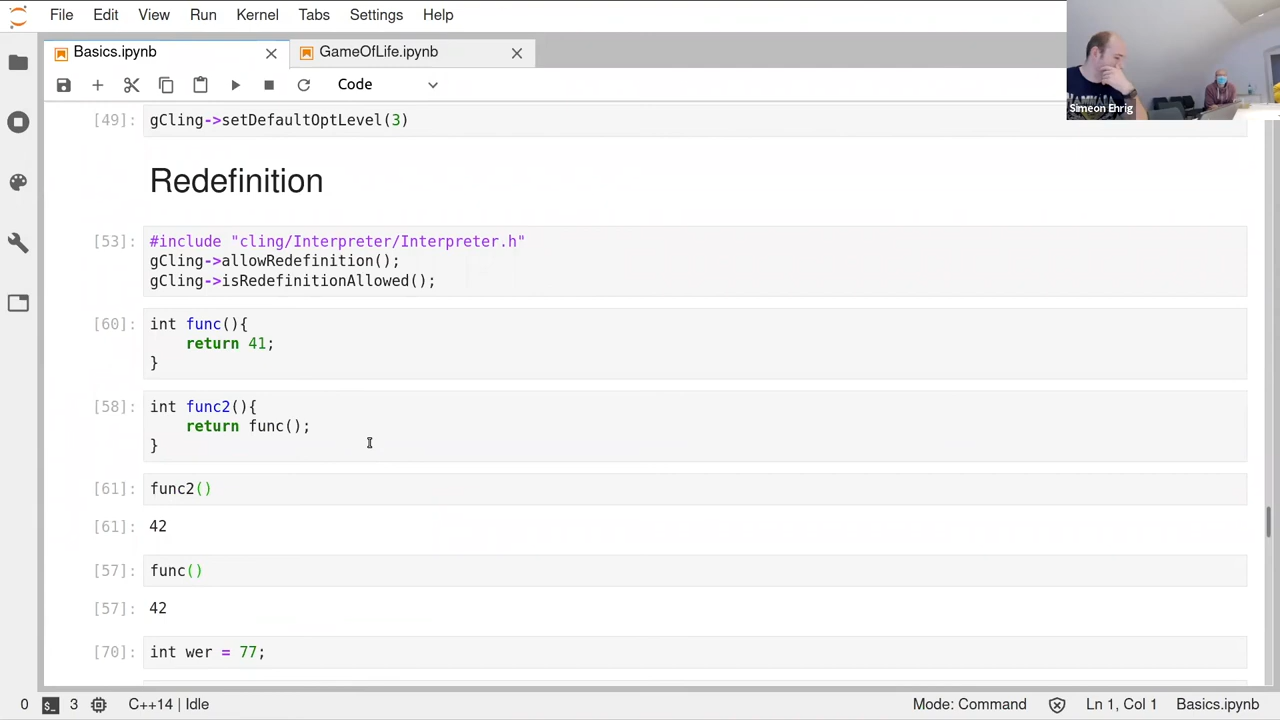 File Edit View Run Kernel Tabs Settings Help
Basics.ipynb GameOfLife.ipynb
Code
[49]: gCling->setDefaultOptLevel(3)
Redefinition
[53]: #include "cling/Interpreter/Interpreter.h"
gCling->allowRedefinition();
gCling->isRedefinitionAllowed();
[60]: int func(){
return 41;
}
[58]: int func2(){
return func();
}
[61]: func2()
[61]: 42
[57]: func()
[57]: 42
[70]: int wer = 77;
Simeon Ehrig
0 $_ 3 C++14 | Idle Mode: Command Ln 1, Col 1 Basics.ipynb